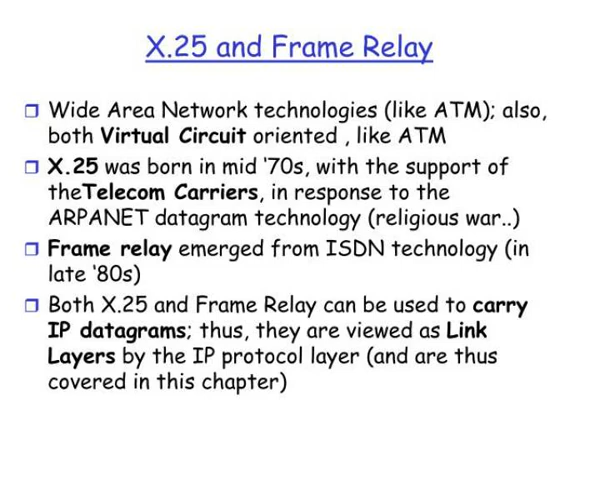 X.25 and Frame Relay
Wide Area Network technologies (like ATM); also,
both Virtual Circuit oriented , like ATM
X.25 was born in mid '70s, with the support of
theTelecom Carriers, in response to the
ARPANET datagram technology (religious war..)
Frame relay emerged from ISDN technology (in
late '80s)
Both X.25 and Frame Relay can be used to carry
IP datagrams; thus, they are viewed as Link
Layers by the IP protocol layer (and are thus
covered in this chapter)